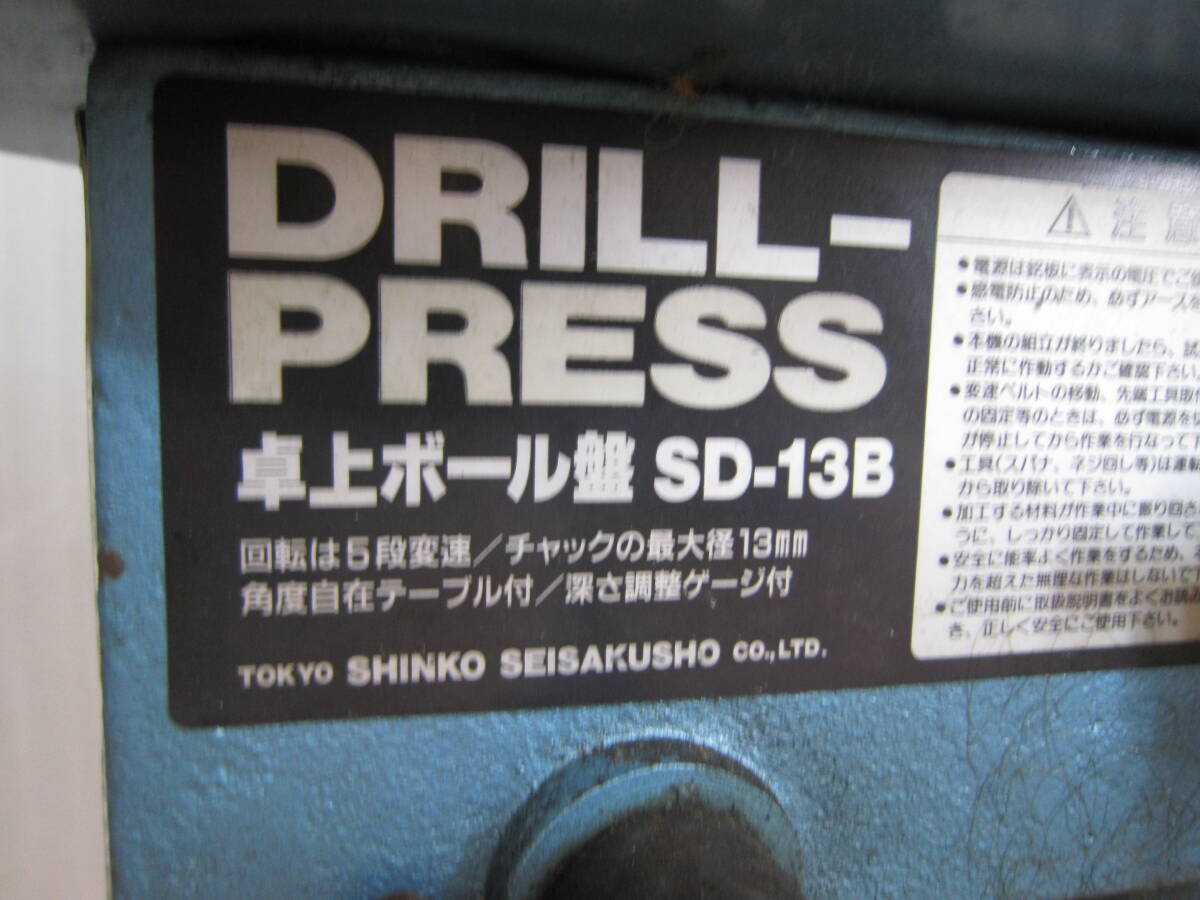 DRILL-
PRESS
卓上ボール盤 SD-13B
回転は5段変速/チャックの最大径13mm
角度自在テーブル付/深さ調整ゲージ付
TOKYO SHINKO SEISAKUSHO CO.,LTD.
⚠ 注意
●電源は銘板に表示の電圧でご
●感電防止のため、必ずアース
さい。
●本機の組立が終りましたら、試
正常に作動するかご確認下さい。
●変速ベルトの移動、先端工具取
の固定等のときは、必ず電源を
が停止してから作業を行なって下
●工具(スパナ、ネジ回し等)は運転
から取り除いて下さい。
●加工する材料が作業中に振り回さ
うに、しっかり固定して作業して
●安全に能率よく作業をするため、
力を超えた無理な作業はしないで下
●ご使用前に取扱説明書をよくお読み
き、正しく安全にご使用下さい。